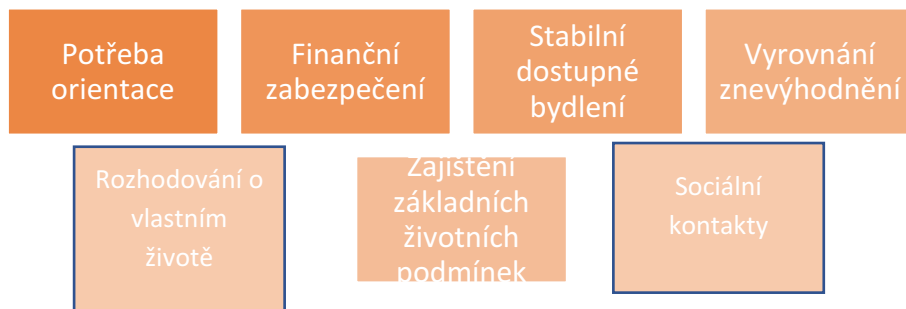 Potřeba
orientace
Finanční
zabezpečení
Stabilní
dostupné
bydlení
Vyrovnání
znevýhodnění
Rozhodování o
vlastním
životě
Zajištění
základních
životních
podmínek
Sociální
kontakty